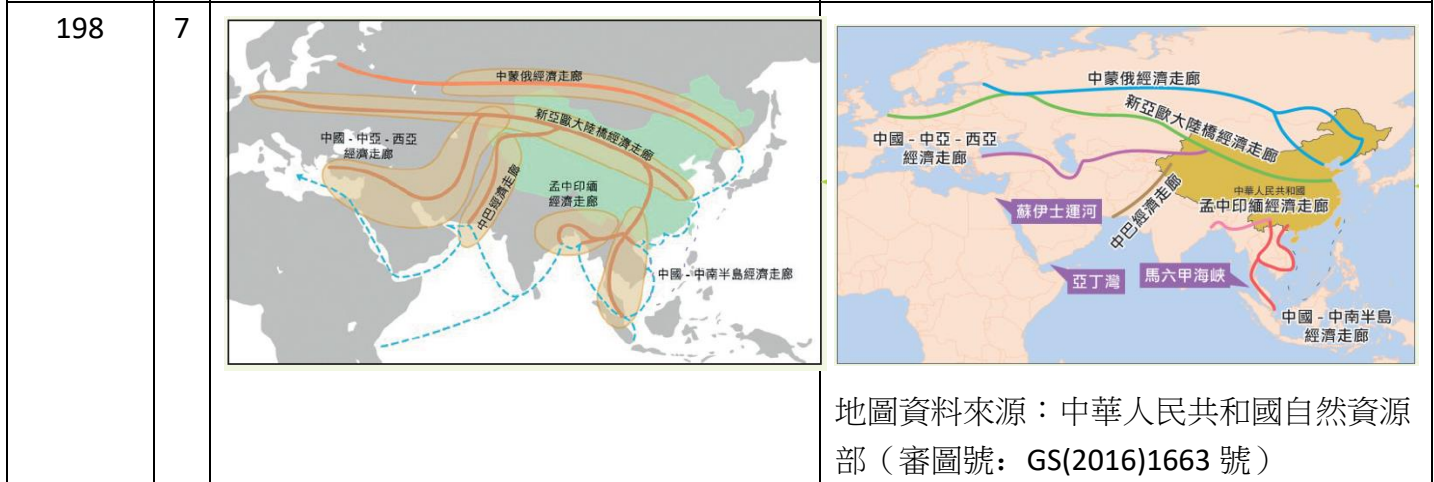 198
7
中蒙俄經濟走廊
新亞歐大陸橋經濟走廊
中國 - 中亞 - 西亞
經濟走廊
中巴經濟走廊
孟中印緬
經濟走廊
中國 - 中南半島經濟走廊
中蒙俄經濟走廊
新亞歐大陸橋經濟走廊
中國 - 中亞 - 西亞
經濟走廊
中巴經濟走廊
中華人民共和國
孟中印緬經濟走廊
蘇伊士運河
亞丁灣
馬六甲海峽
中國 - 中南半島
經濟走廊
地圖資料來源：中華人民共和國自然資源
部（審圖號：GS(2016)1663 號）